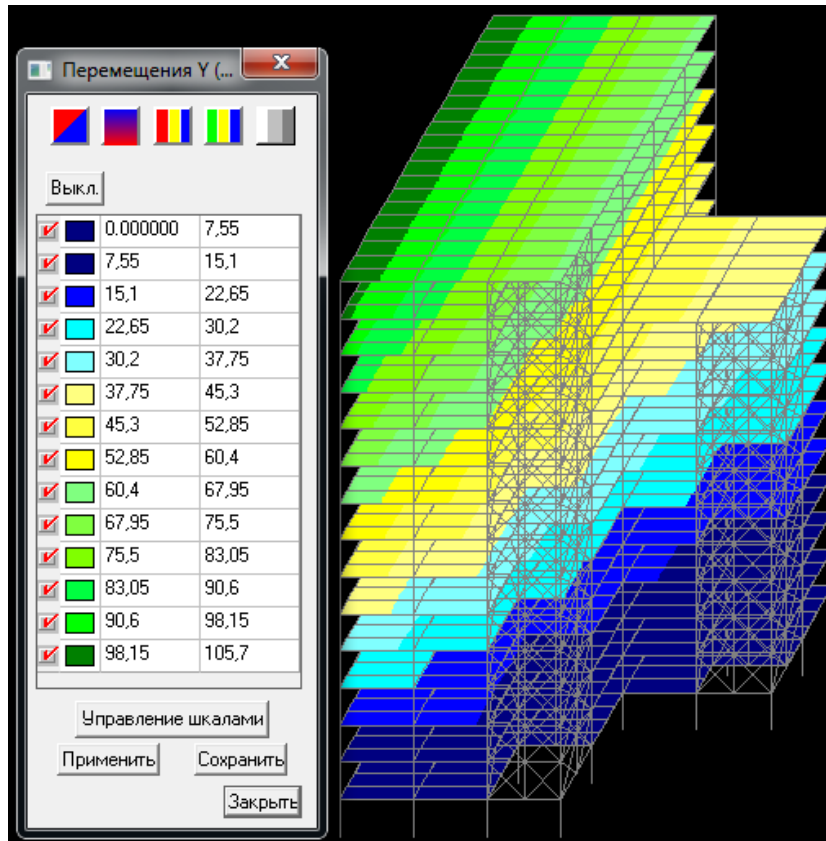 Перемещения Y (...
Выкл.
0.000000 7,55
7,55 15,1
15,1 22,65
22,65 30,2
30,2 37,75
37,75 45,3
45,3 52,85
52,85 60,4
60,4 67,95
67,95 75,5
75,5 83,05
83,05 90,6
90,6 98,15
98,15 105,7
Управление шкалами
Применить Сохранить
Закрыть